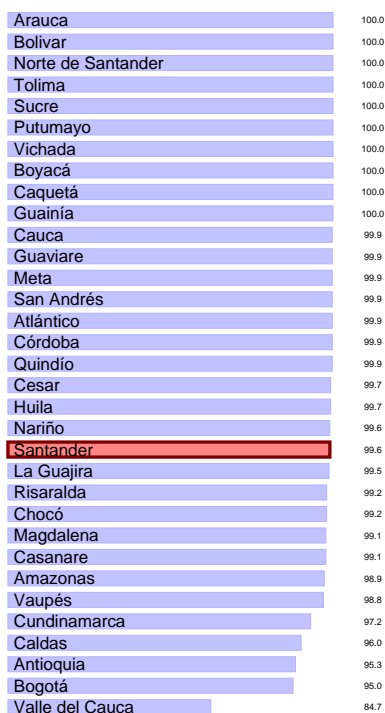 Arauca 100.0
Bolivar 100.0
Norte de Santander 100.0
Tolima 100.0
Sucre 100.0
Putumayo 100.0
Vichada 100.0
Boyacá 100.0
Caquetá 100.0
Guainía 100.0
Cauca 99.9
Guaviare 99.9
Meta 99.9
San Andrés 99.9
Atlántico 99.9
Córdoba 99.9
Quindío 99.9
Cesar 99.7
Huila 99.7
Nariño 99.6
Santander 99.6
La Guajira 99.5
Risaralda 99.2
Chocó 99.2
Magdalena 99.1
Casanare 99.1
Amazonas 98.9
Vaupés 98.8
Cundinamarca 97.2
Caldas 96.0
Antioquia 95.3
Bogotá 95.0
Valle del Cauca 84.7